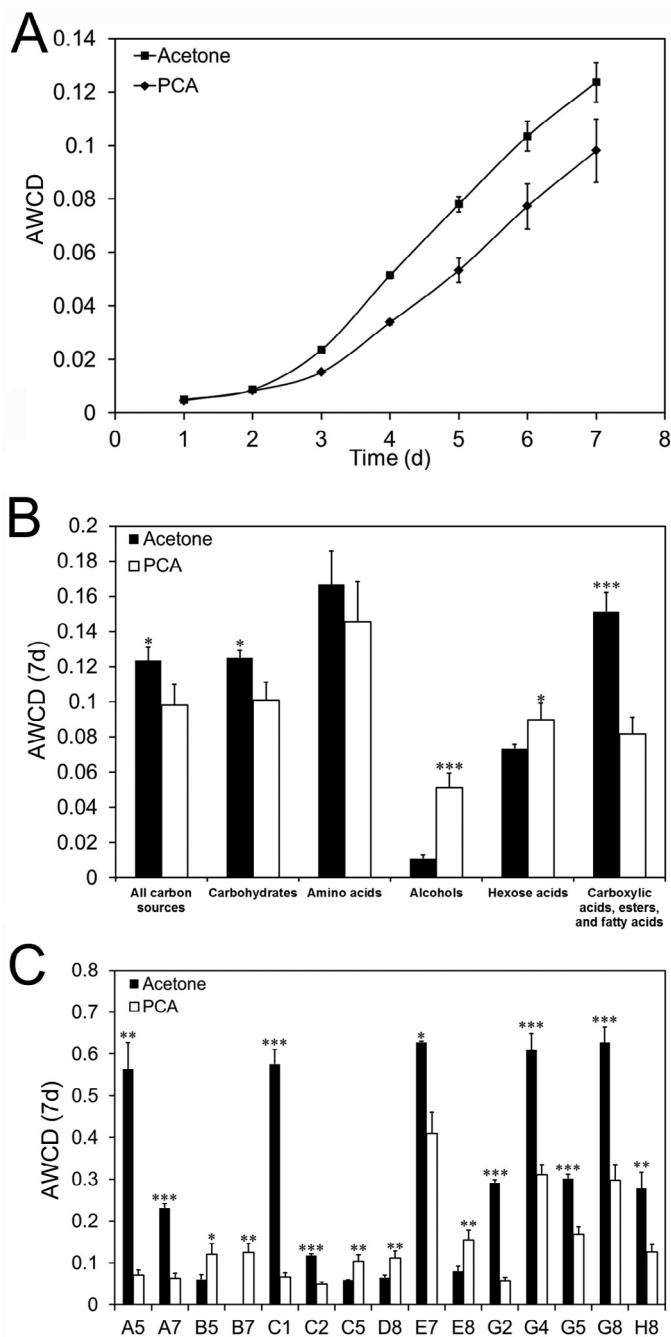 A
Acetone
PCA
0.14
0.12
0.1
0.08
0.06
0.04
0.02
0
AWCD
0 1 2 3 4 5 6 7 8
Time (d)
B
Acetone
PCA
0.2
0.18
0.16
0.14
0.12
0.1
0.08
0.06
0.04
0.02
0
AWCD (7d)
* * *** * ***
All carbon sources
Carbohydrates
Amino acids
Alcohols
Hexose acids
Carboxylic acids, esters, and fatty acids
C
Acetone
PCA
0.8
0.7
0.6
0.5
0.4
0.3
0.2
0.1
0
AWCD (7d)
** *** * ** *** *** ** ** * ** *** *** *** *** **
A5 A7 B5 B7 C1 C2 C5 D8 E7 E8 G2 G4 G5 G8 H8